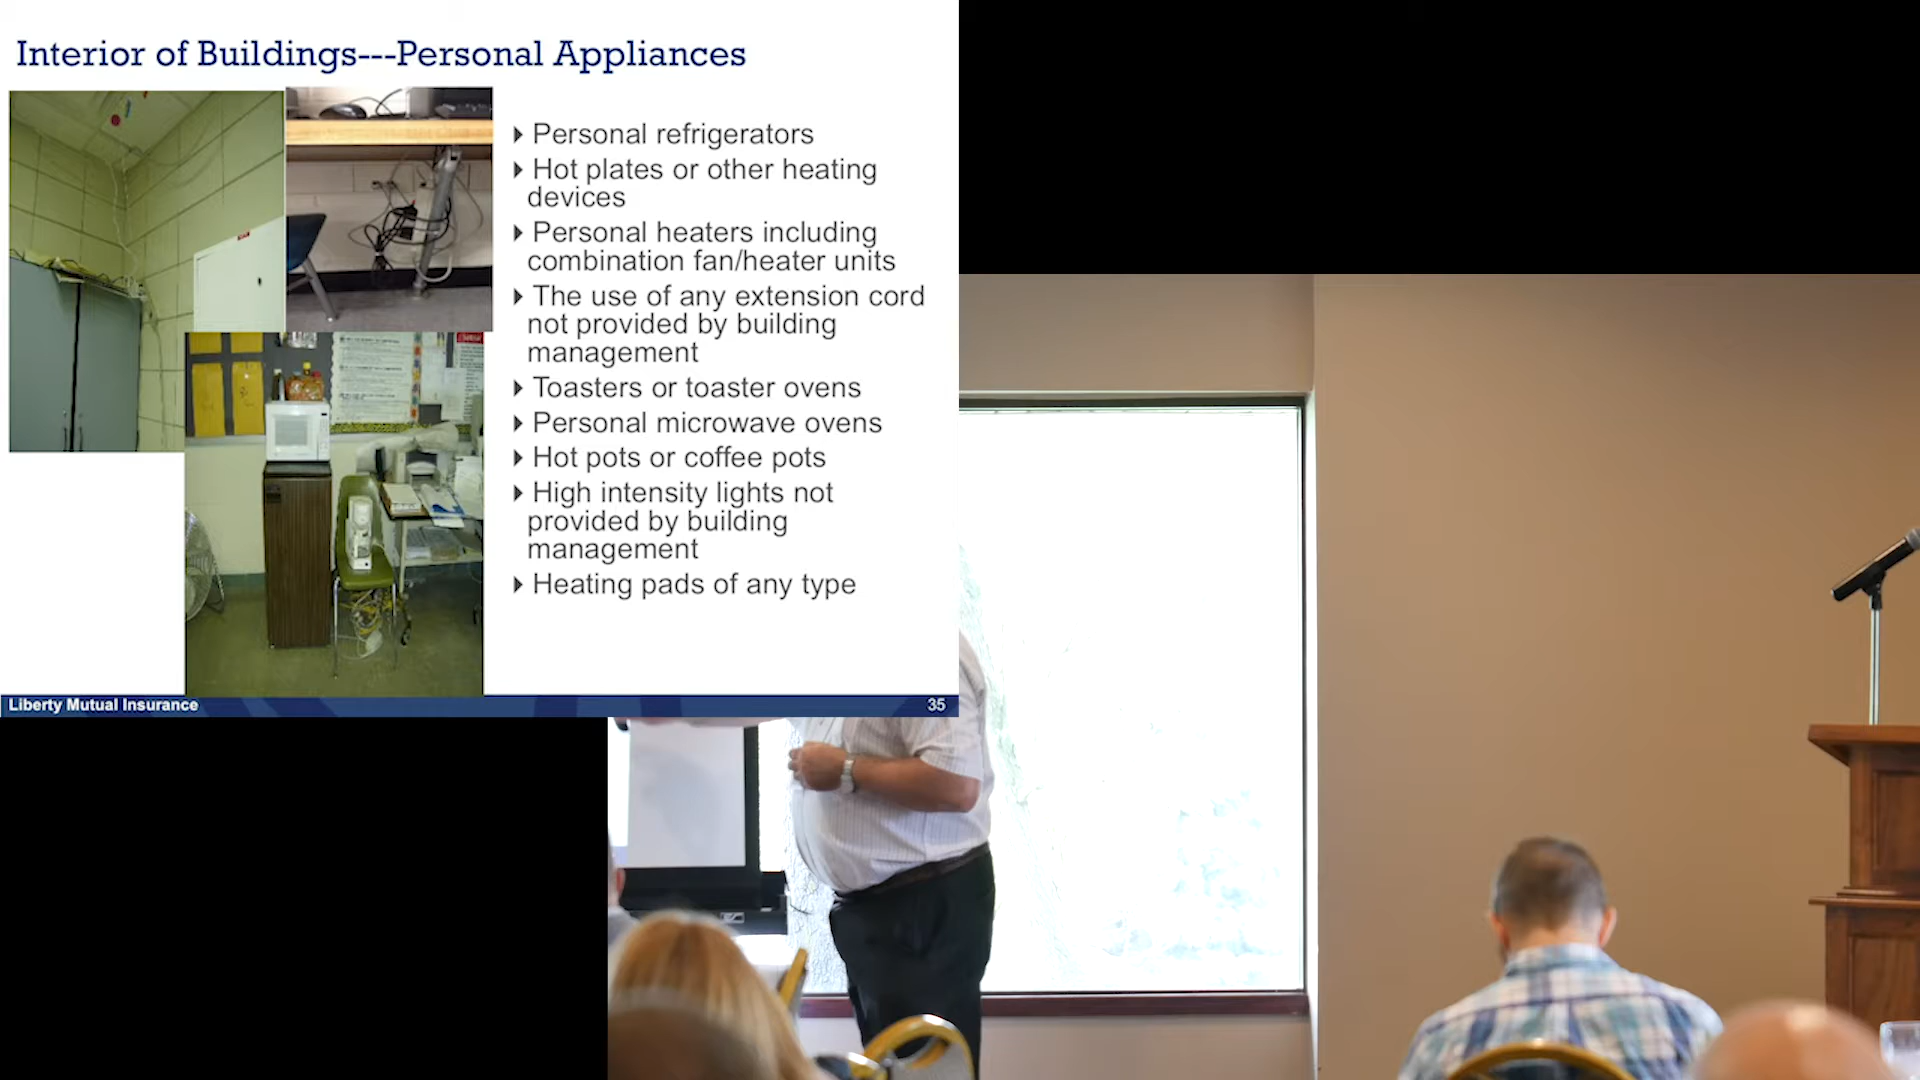 Interior of Buildings---Personal Appliances
Personal refrigerators
Hot plates or other heating
devices
Personal heaters including
combination fan/heater units
The use of any extension cord
not provided by building
management
Toasters or toaster ovens
Personal microwave ovens
Hot pots or coffee pots
High intensity lights not
provided by building
management
Heating pads of any type
Liberty Mutual Insurance
35